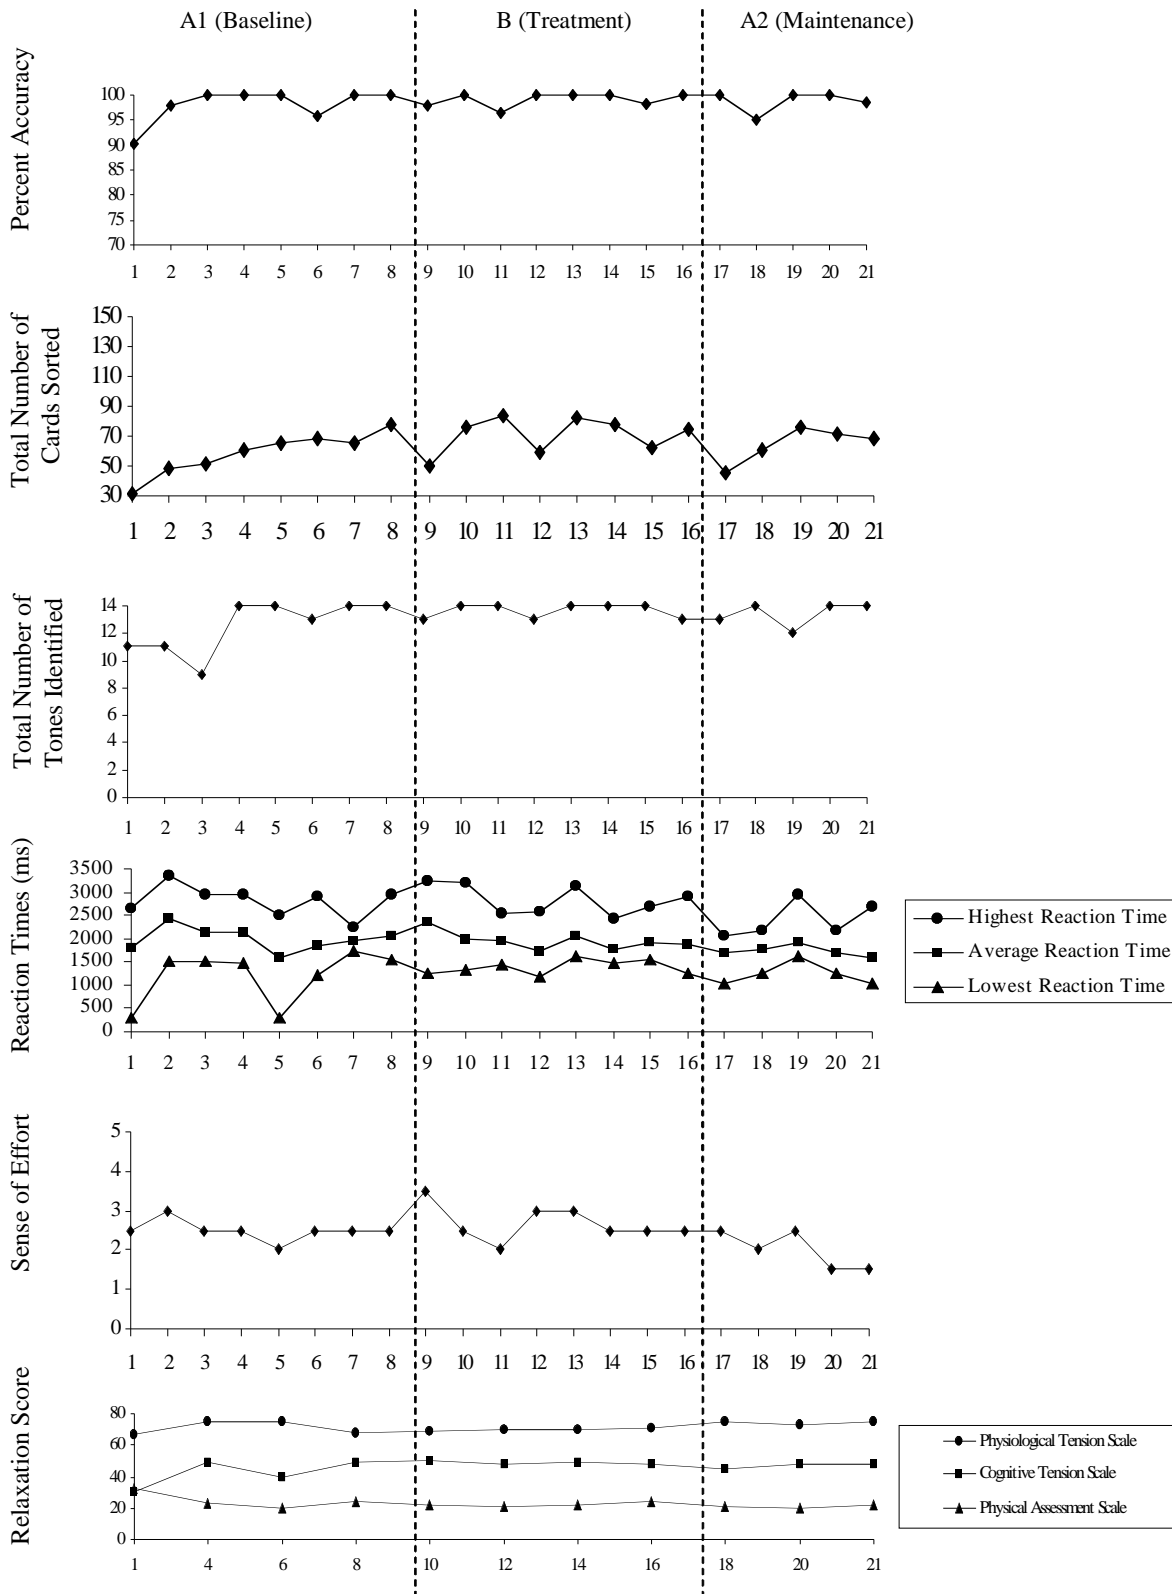 A1 (Baseline) B (Treatment) A2 (Maintenance)
Percent Accuracy
100
95
90
85
80
75
70
1 2 3 4 5 6 7 8 9 10 11 12 13 14 15 16 17 18 19 20 21
Total Number of
Cards Sorted
150
130
110
90
70
50
30
1 2 3 4 5 6 7 8 9 10 11 12 13 14 15 16 17 18 19 20 21
Total Number of
Tones Identified
14
12
10
8
6
4
2
0
1 2 3 4 5 6 7 8 9 10 11 12 13 14 15 16 17 18 19 20 21
Reaction Times (ms)
3500
3000
2500
2000
1500
1000
500
0
1 2 3 4 5 6 7 8 9 10 11 12 13 14 15 16 17 18 19 20 21
Highest Reaction Time
Average Reaction Time
Lowest Reaction Time
Sense of Effort
5
4
3
2
1
0
1 2 3 4 5 6 7 8 9 10 11 12 13 14 15 16 17 18 19 20 21
Relaxation Score
80
60
40
20
0
1 4 6 8 10 12 14 16 18 20 21
Physiological Tension Scale
Cognitive Tension Scale
Physical Assessment Scale